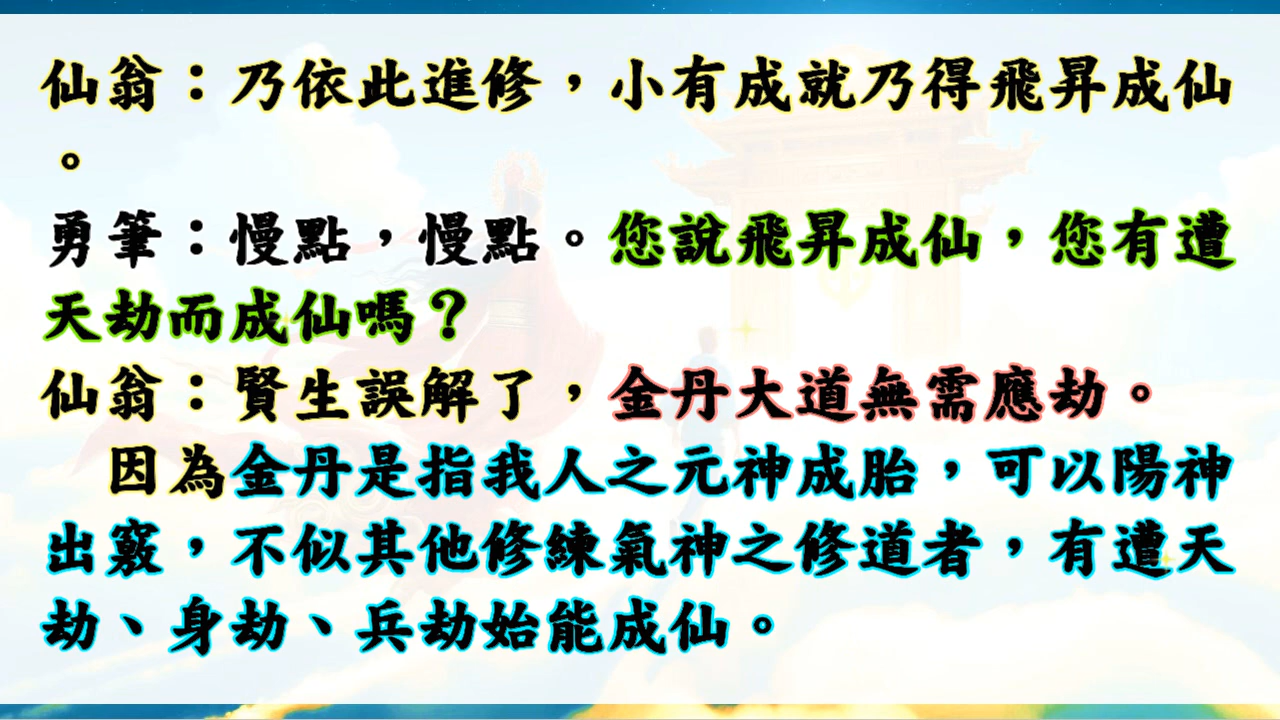 仙翁：乃依此進修，小有成就乃得飛昇成仙
。
勇筆：慢點，慢點。您說飛昇成仙，您有遭
天劫而成仙嗎？
仙翁：賢生誤解了，金丹大道無需應劫。
因為金丹是指我人之元神成胎，可以陽神
出竅，不似其他修練氣神之修道者，有遭天
劫、身劫、兵劫始能成仙。